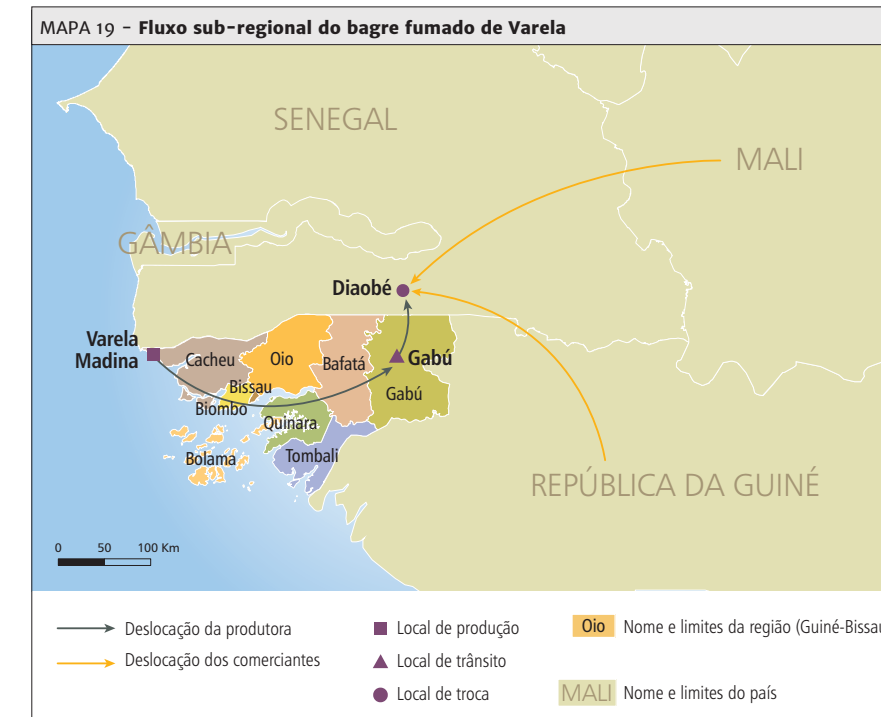 MAPA 19 - Fluxo sub-regional do bagre fumado de Varela
SENEGAL
MALI
GÂMBIA
Diaobé
Varela
Madina
Cacheu
Oio
Bafatá
Gabú
Bissau
Gabú
Biombo
Quinara
Bolama
Tombali
REPÚBLICA DA GUINÉ
0 50 100 Km
Deslocação da produtora
Local de produção
Oio Nome e limites da região (Guiné-Bissau
Deslocação dos comerciantes
Local de trânsito
Local de troca
MALI Nome e limites do país